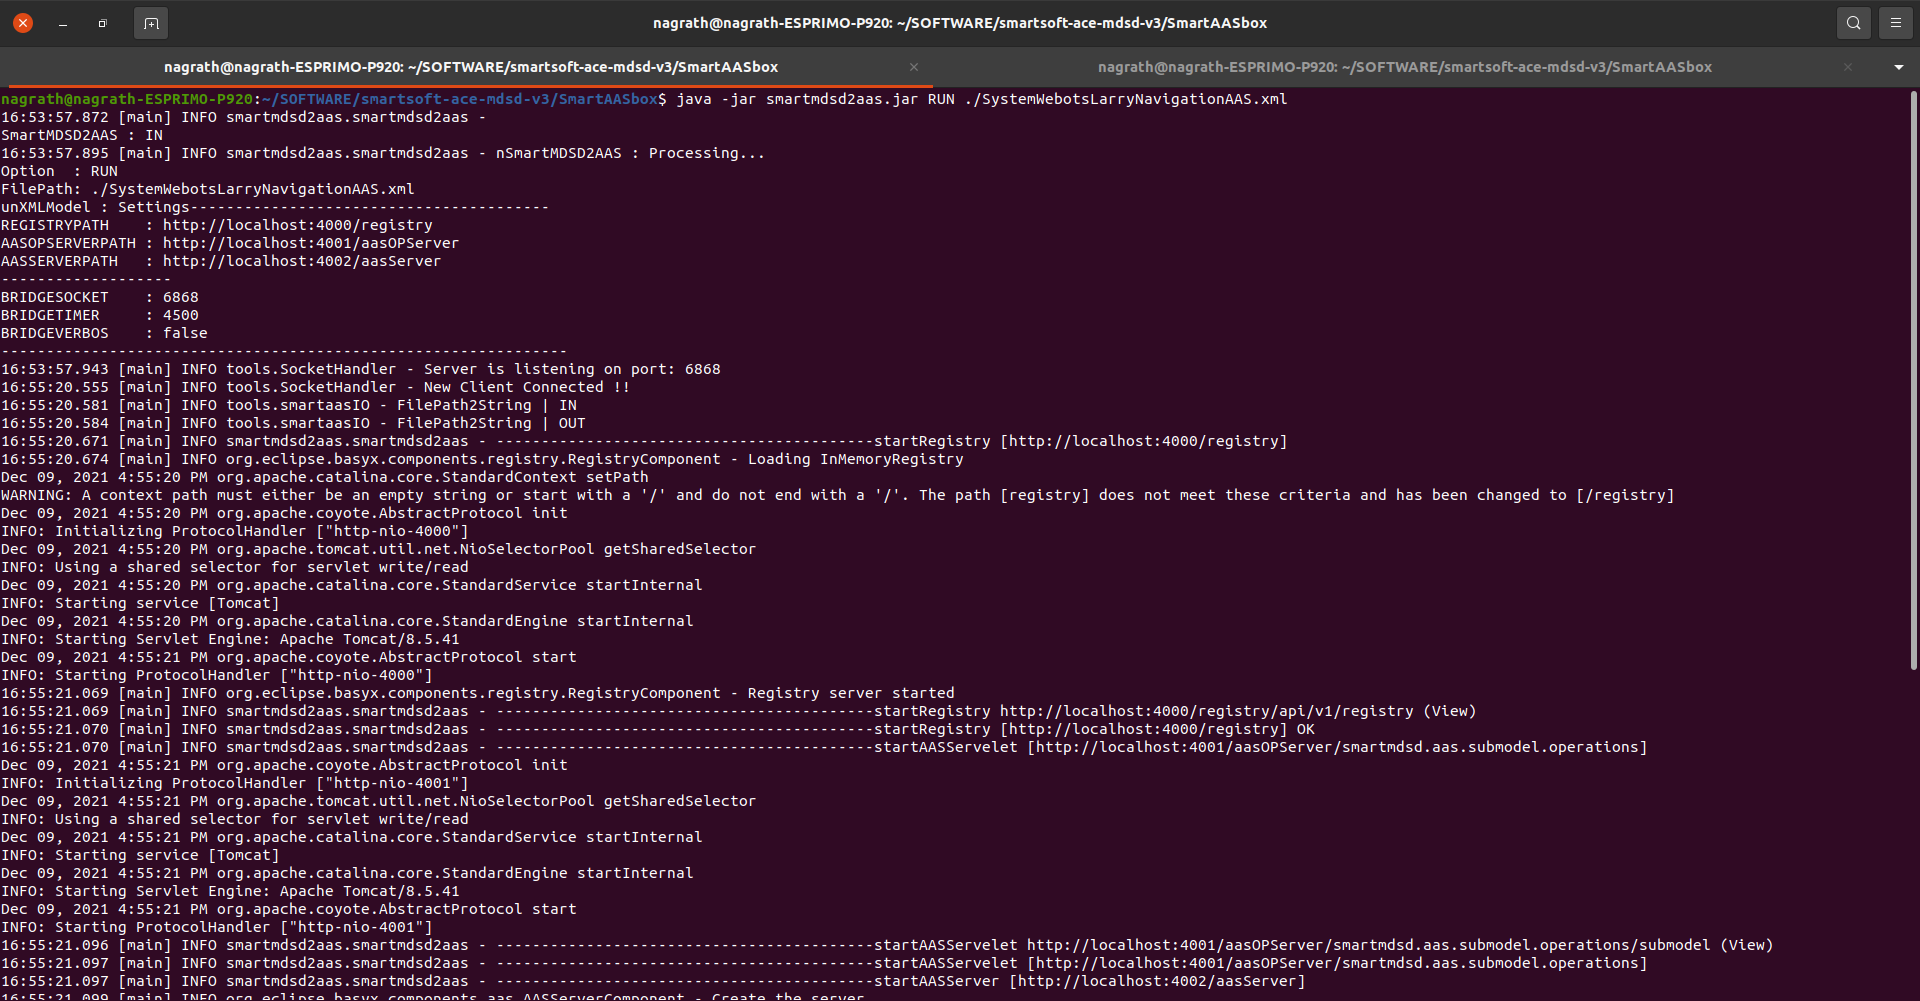 nagrath@nagrath-ESPRIMO-P920: ~/SOFTWARE/smartsoft-ace-mdsd-v3/SmartAASbox
nagrath@nagrath-ESPRIMO-P920: ~/SOFTWARE/smartsoft-ace-mdsd-v3/SmartAASbox
nagrath@nagrath-ESPRIMO-P920: ~/SOFTWARE/smartsoft-ace-mdsd-v3/SmartAASbox
nagrath@nagrath-ESPRIMO-P920:~/SOFTWARE/smartsoft-ace-mdsd-v3/SmartAASbox$ java -jar smartmdsd2aas.jar RUN ./SystemWebotsLarryNavigationAAS.xml
16:53:57.872 [main] INFO smartmdsd2aas.smartmdsd2aas -
SmartMDSD2AAS : IN
16:53:57.895 [main] INFO smartmdsd2aas.smartmdsd2aas - nSmartMDSD2AAS : Processing...
Option  : RUN
FilePath: ./SystemWebotsLarryNavigationAAS.xml
unXMLModel : Settings----------------------------------------
REGISTRYPATH    : http://localhost:4000/registry
AASOPSERVERPATH : http://localhost:4001/aasOPServer
AASSERVERPATH   : http://localhost:4002/aasServer
-------------------
BRIDGESOCKET    : 6868
BRIDGETIMER     : 4500
BRIDGEVERBOS    : false
---------------------------------------------------------------
16:53:57.943 [main] INFO tools.SocketHandler - Server is listening on port: 6868
16:55:20.555 [main] INFO tools.SocketHandler - New Client Connected !!
16:55:20.581 [main] INFO tools.smartaasIO - FilePath2String | IN
16:55:20.584 [main] INFO tools.smartaasIO - FilePath2String | OUT
16:55:20.671 [main] INFO smartmdsd2aas.smartmdsd2aas - ------------------------------------------startRegistry [http://localhost:4000/registry]
16:55:20.674 [main] INFO org.eclipse.basyx.components.registry.RegistryComponent - Loading InMemoryRegistry
Dec 09, 2021 4:55:20 PM org.apache.catalina.core.StandardContext setPath
WARNING: A context path must either be an empty string or start with a '/' and do not end with a '/'. The path [registry] does not meet these criteria and has been changed to [/registry]
Dec 09, 2021 4:55:20 PM org.apache.coyote.AbstractProtocol init
INFO: Initializing ProtocolHandler ["http-nio-4000"]
Dec 09, 2021 4:55:20 PM org.apache.tomcat.util.net.NioSelectorPool getSharedSelector
INFO: Using a shared selector for servlet write/read
Dec 09, 2021 4:55:20 PM org.apache.catalina.core.StandardService startInternal
INFO: Starting service [Tomcat]
Dec 09, 2021 4:55:20 PM org.apache.catalina.core.StandardEngine startInternal
INFO: Starting Servlet Engine: Apache Tomcat/8.5.41
Dec 09, 2021 4:55:21 PM org.apache.coyote.AbstractProtocol start
INFO: Starting ProtocolHandler ["http-nio-4000"]
16:55:21.069 [main] INFO org.eclipse.basyx.components.registry.RegistryComponent - Registry server started
16:55:21.069 [main] INFO smartmdsd2aas.smartmdsd2aas - ------------------------------------------startRegistry http://localhost:4000/registry/api/v1/registry (View)
16:55:21.070 [main] INFO smartmdsd2aas.smartmdsd2aas - ------------------------------------------startRegistry [http://localhost:4000/registry] OK
16:55:21.070 [main] INFO smartmdsd2aas.smartmdsd2aas - ------------------------------------------startAASServelet [http://localhost:4001/aasOPServer/smartmdsd.aas.submodel.operations]
Dec 09, 2021 4:55:21 PM org.apache.coyote.AbstractProtocol init
INFO: Initializing ProtocolHandler ["http-nio-4001"]
Dec 09, 2021 4:55:21 PM org.apache.tomcat.util.net.NioSelectorPool getSharedSelector
INFO: Using a shared selector for servlet write/read
Dec 09, 2021 4:55:21 PM org.apache.catalina.core.StandardService startInternal
INFO: Starting service [Tomcat]
Dec 09, 2021 4:55:21 PM org.apache.catalina.core.StandardEngine startInternal
INFO: Starting Servlet Engine: Apache Tomcat/8.5.41
Dec 09, 2021 4:55:21 PM org.apache.coyote.AbstractProtocol start
INFO: Starting ProtocolHandler ["http-nio-4001"]
16:55:21.096 [main] INFO smartmdsd2aas.smartmdsd2aas - ------------------------------------------startAASServelet http://localhost:4001/aasOPServer/smartmdsd.aas.submodel.operations/submodel (View)
16:55:21.097 [main] INFO smartmdsd2aas.smartmdsd2aas - ------------------------------------------startAASServelet [http://localhost:4001/aasOPServer/smartmdsd.aas.submodel.operations]
16:55:21.097 [main] INFO smartmdsd2aas.smartmdsd2aas - ------------------------------------------startAASServer [http://localhost:4002/aasServer]
16:55:21.099 [main] INFO org.eclipse.basyx.components.aas.AASServerComponent - Create the server